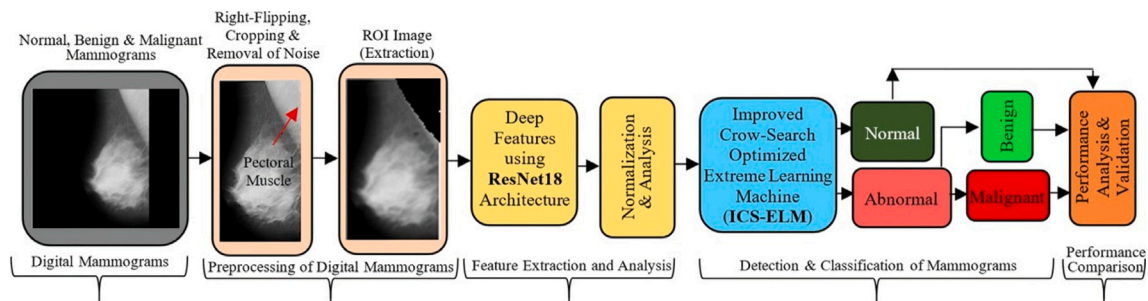 Normal, Benign & Malignant
Mammograms
Right-Flipping,
Cropping &
Removal of Noise
ROI Image
(Extraction)
Pectoral
Muscle
Deep
Features
using
ResNet18
Architecture
Normalization
& Analysis
Improved
Crow-Search
Optimized
Extreme Learning
Machine
(ICS-ELM)
Normal
Abnormal
Benign
Malignant
Performance
Analysis &
Validation
Digital Mammograms
Preprocessing of Digital Mammograms
Feature Extraction and Analysis
Detection & Classification of Mammograms
Performance
Comparison